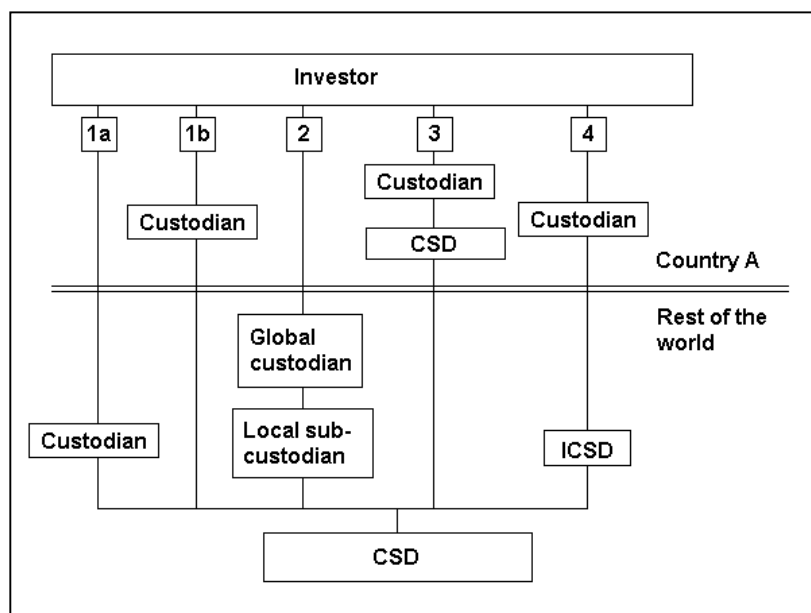 Investor
1a
1b
2
3
4
Custodian
Custodian
Custodian
CSD
Country A
Rest of the
world
Global
custodian
Local sub-
custodian
Custodian
ICSD
CSD